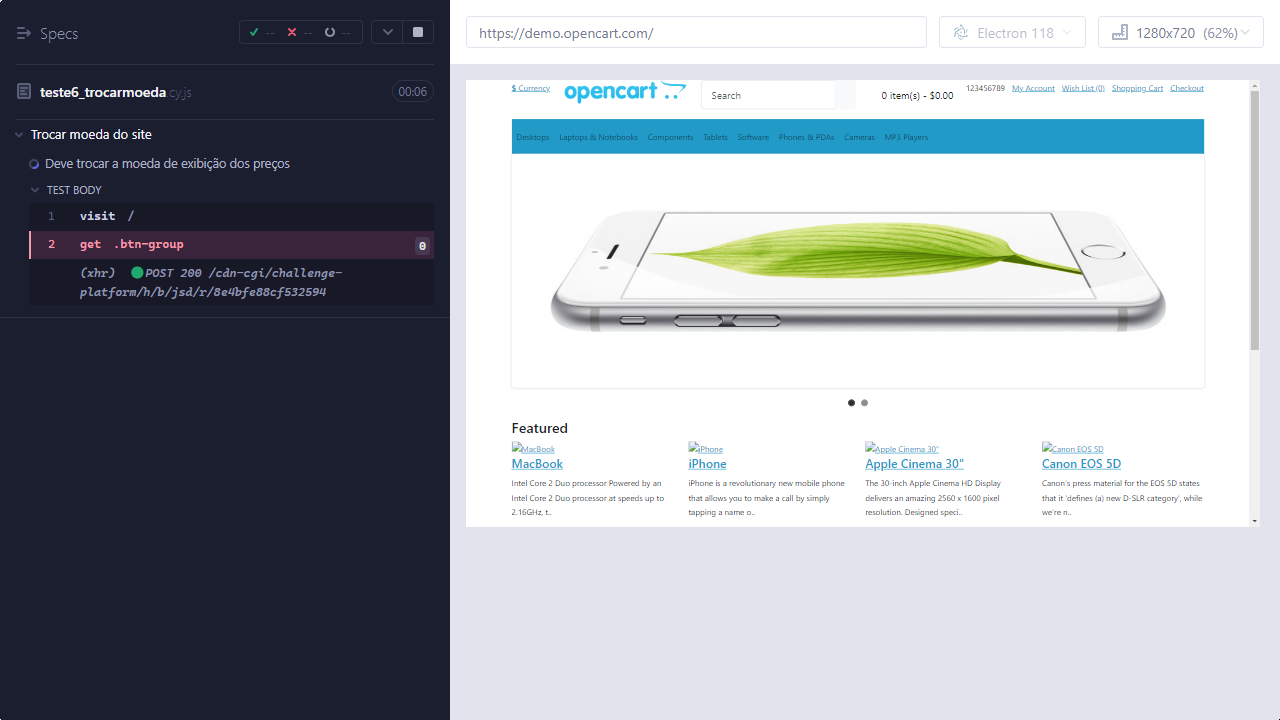 Specs
--
--
--
teste6_trocarmoeda.cy.js
00:06
Trocar moeda do site
Deve trocar a moeda de exibição dos preços
TEST BODY
1 visit /
2 get .btn-group 0
(xhr) POST 200 /cdn-cgi/challenge-
platform/h/b/jsd/r/8e4bfe88cf532594
https://demo.opencart.com/
Electron 118
1280x720 (62%)
$ Currency
opencart
Search
0 item(s) - $0.00
123456789 My Account Wish List (0) Shopping Cart Checkout
Desktops Laptops & Notebooks Components Tablets Software Phones & PDAs Cameras MP3 Players
Featured
MacBook
MacBook
Intel Core 2 Duo processor Powered by an
Intel Core 2 Duo processor at speeds up to
2.16GHz, t..
iPhone
iPhone
iPhone is a revolutionary new mobile phone
that allows you to make a call by simply
tapping a name o..
Apple Cinema 30"
Apple Cinema 30"
The 30-inch Apple Cinema HD Display
delivers an amazing 2560 x 1600 pixel
resolution. Designed speci..
Canon EOS 5D
Canon EOS 5D
Canon's press material for the EOS 5D states
that it 'defines (a) new D-SLR category', while
we're n..